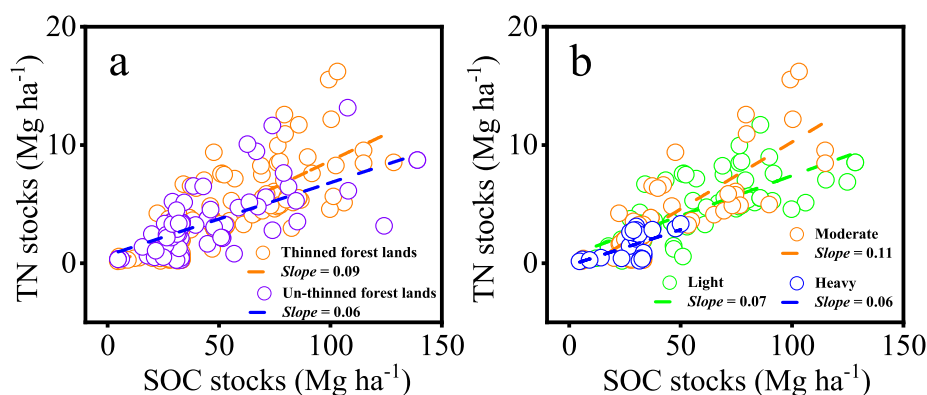 a
20
10
0
TN stocks (Mg ha⁻¹)
0
50
100
150
SOC stocks (Mg ha⁻¹)
Thinned forest lands
Slope = 0.09
Un-thinned forest lands
Slope = 0.06
b
20
10
0
TN stocks (Mg ha⁻¹)
0
50
100
150
SOC stocks (Mg ha⁻¹)
Moderate
Slope = 0.11
Light
Slope = 0.07
Heavy
Slope = 0.06